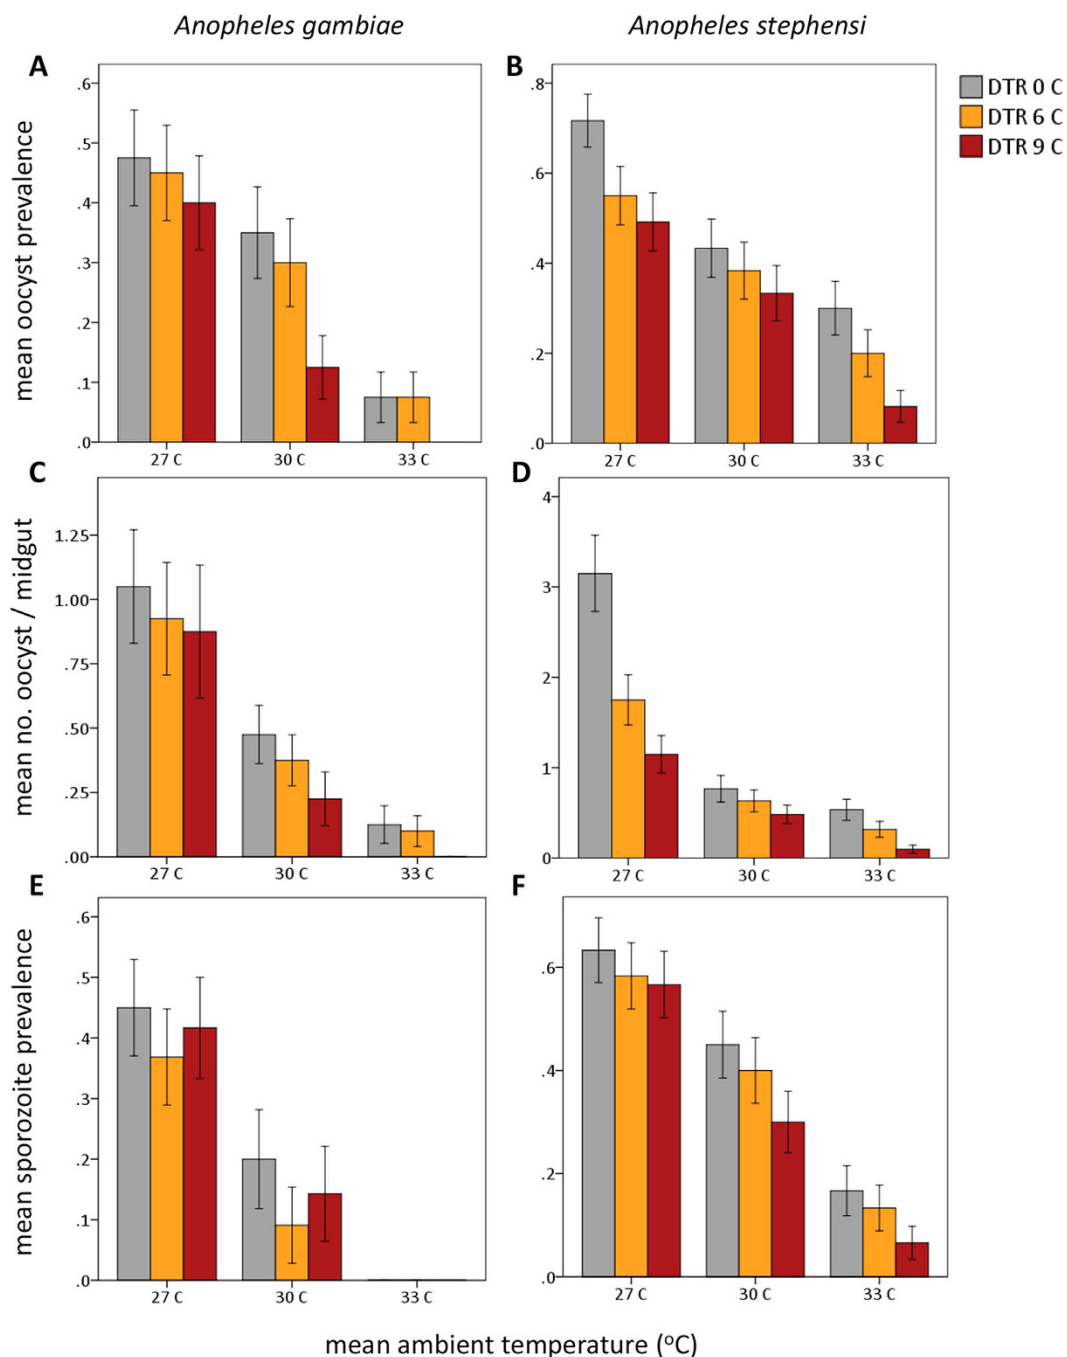 Anopheles gambiae
Anopheles stephensi
A
B
DTR 0 C
DTR 6 C
DTR 9 C
mean oocyst prevalence
.6
.5
.4
.3
.2
.1
.0
27 C
30 C
33 C
.8
.6
.4
.2
.0
27 C
30 C
33 C
C
D
mean no. oocyst / midgut
1.25
1.00
.75
.50
.25
.00
27 C
30 C
33 C
4
3
2
1
0
27 C
30 C
33 C
E
F
mean sporozoite prevalence
.6
.5
.4
.3
.2
.1
.0
27 C
30 C
33 C
.6
.4
.2
.0
27 C
30 C
33 C
mean ambient temperature (ºC)